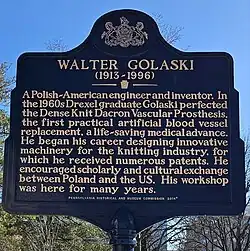 WALTER GOLASKI
(1913-1996)
A Polish-American engineer and inventor. In
the 1960s Drexel graduate Golaski perfected
the Dense Knit Dacron Vascular Prosthesis,
the first practical artificial blood vessel
replacement, a life-saving medical advance.
He began his career designing innovative
machinery for the knitting industry, for
which he received numerous patents. He
encouraged scholarly and cultural exchange
between Poland and the US. His workshop
was here for many years.
PENNSYLVANIA HISTORICAL AND MUSEUM COMMISSION